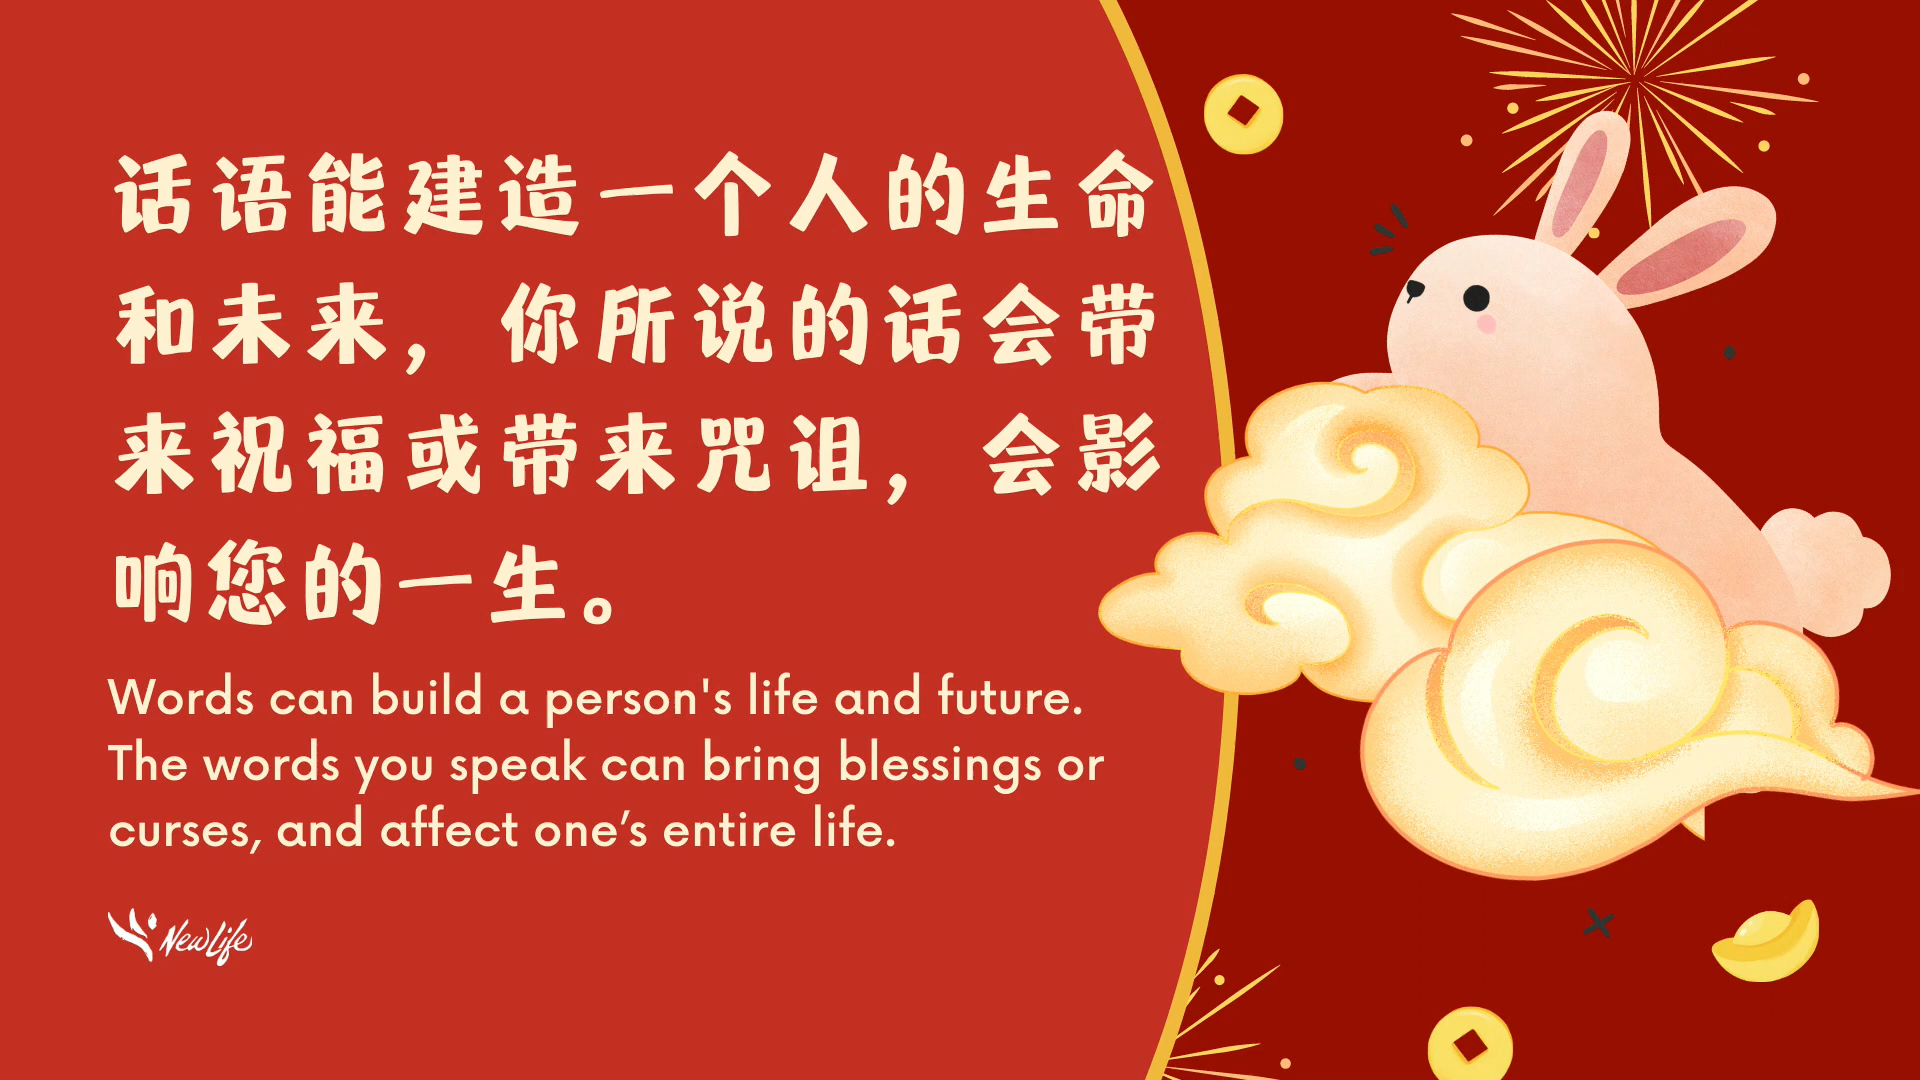 话语能建造一个人的生命
和未来，你所说的话会带
来祝福或带来咒诅，会影
响您的一生。
Words can build a person's life and future.
The words you speak can bring blessings or
curses, and affect one’s entire life.
NewLife